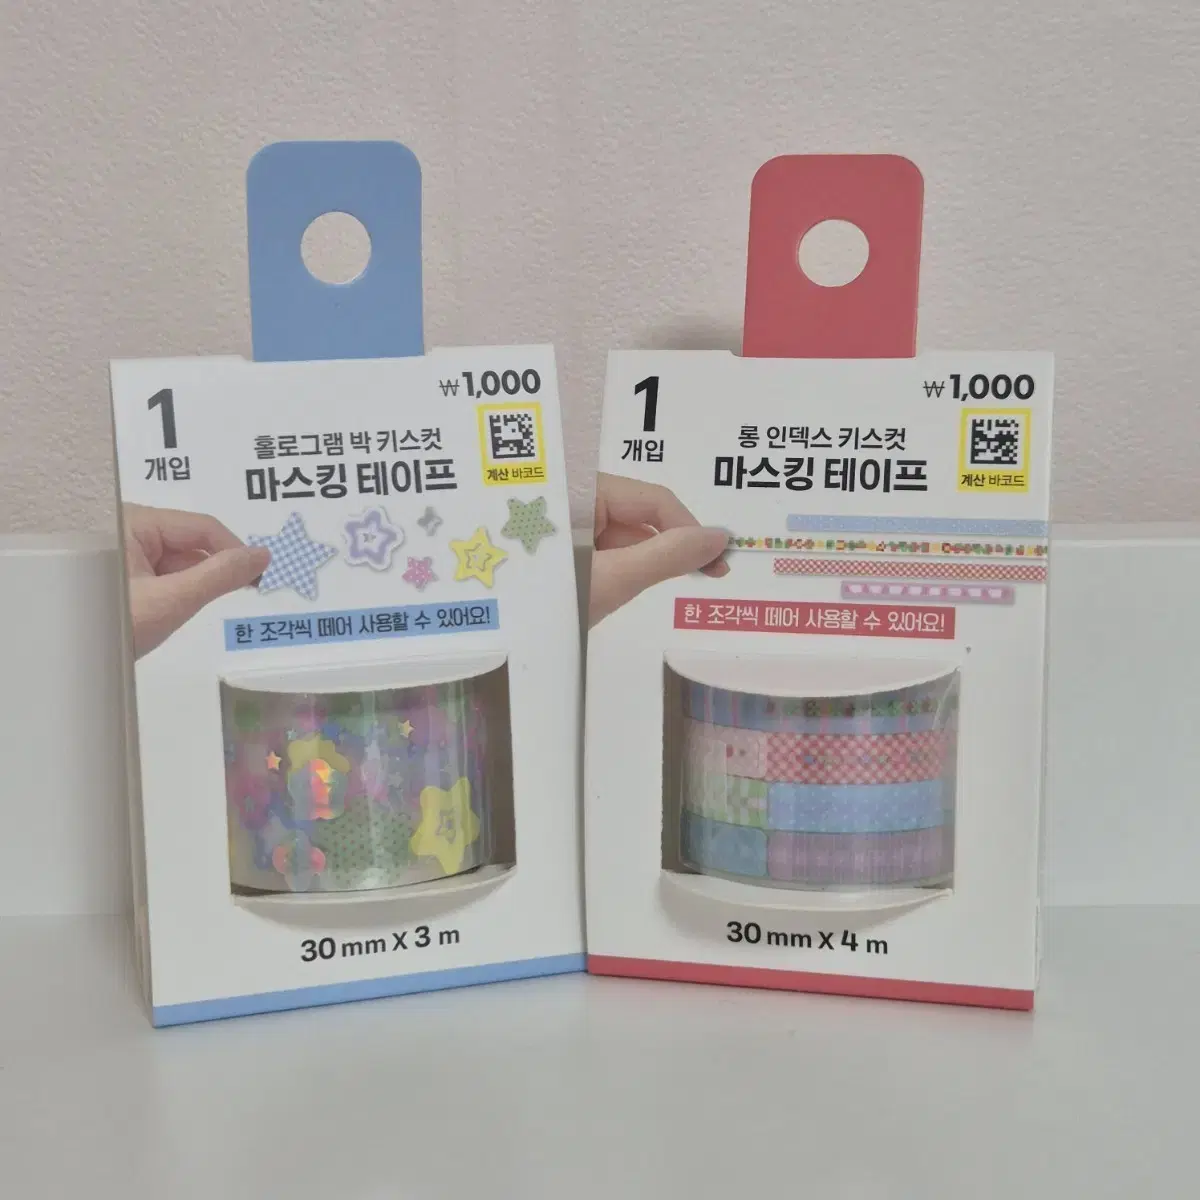 1
개입
₩1,000
홀로그램 박 키스컷
마스킹 테이프
계산 바코드
한 조각씩 떼어 사용할 수 있어요!
30 mm X 3 m
1
개입
₩1,000
롱 인덱스 키스컷
마스킹 테이프
계산 바코드
한 조각씩 떼어 사용할 수 있어요!
30 mm X 4 m